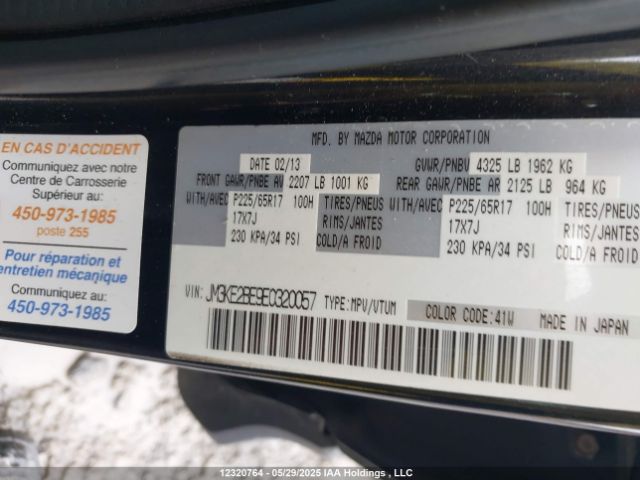 EN CAS D'ACCIDENT
Communiquez avec notre
Centre de Carrosserie
Supérieur au:
450-973-1985
poste 255
Pour réparation et
entretien mécanique
Communiquez au:
450-973-1985
MFD. BY MAZDA MOTOR CORPORATION
DATE 02/13 GVWR/PNBV 4325 LB 1962 KG
FRONT GAWR/PNBE AV 2207 LB 1001 KG REAR GAWR/PNBE AR 2125 LB 964 KG
WITH/AVEC P225/65R17 100H TIRES/PNEUS WITH/AVEC P225/65R17 100H TIRES/PNEUS
17X7J RIMS/JANTES 17X7J RIMS/JANTES
230 KPA/34 PSI COLD/A FROID 230 KPA/34 PSI COLD/A FROID
VIN: JM3KE2BE9E0320057 TYPE:MPV/VTUM COLOR CODE:41W MADE IN JAPAN
12320764 - 05/29/2025 IAA Holdings , LLC